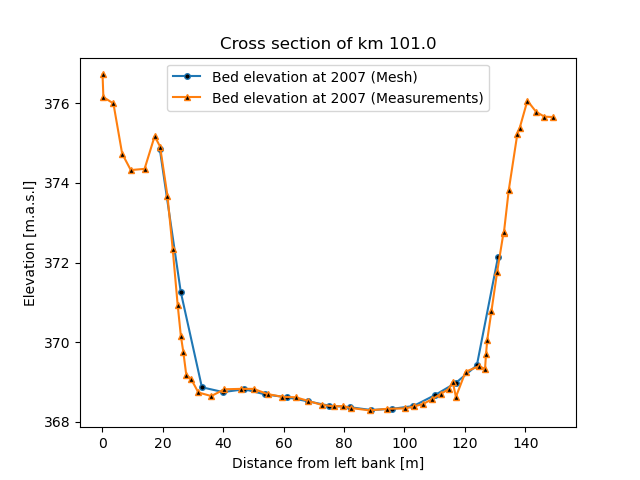 Cross section of km 101.0
Bed elevation at 2007 (Mesh)
Bed elevation at 2007 (Measurements)
Elevation [m.a.s.l]
376
374
372
370
368
0 20 40 60 80 100 120 140
Distance from left bank [m]